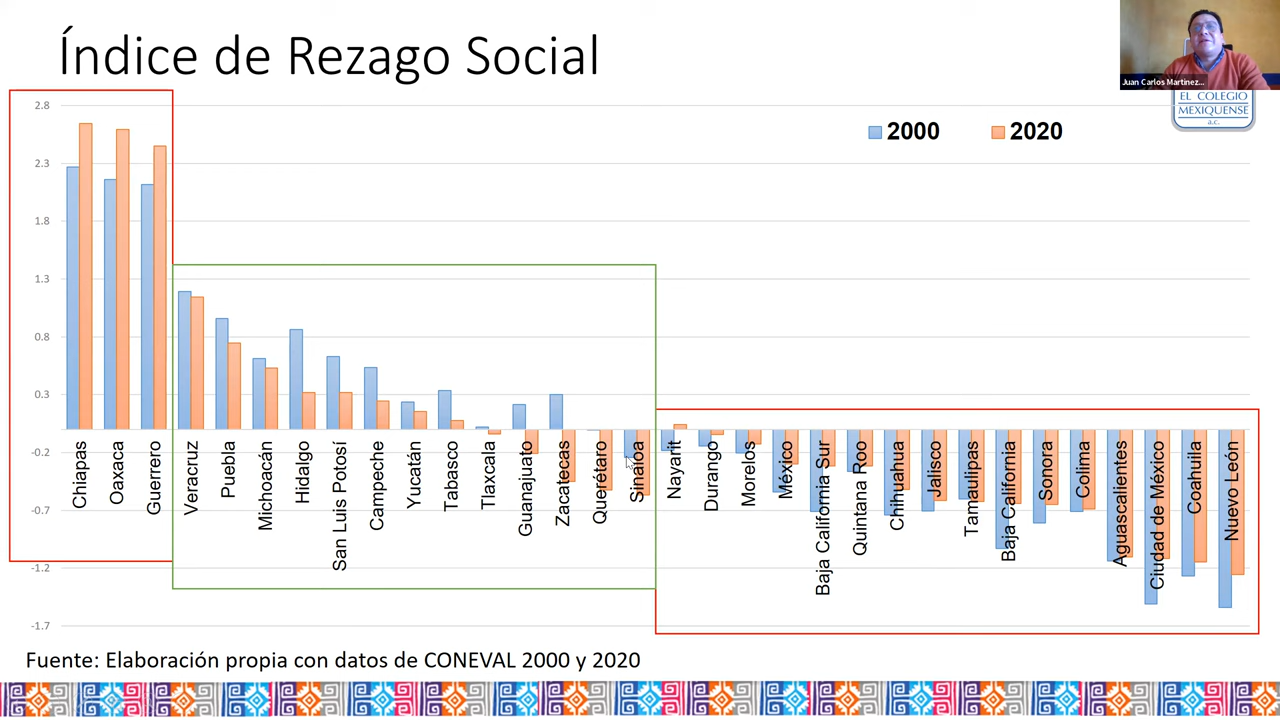 Índice de Rezago Social
Juan Carlos Martinez...
EL COLEGIO
MEXIQUENSE
a.c.
2000
2020
2.8
2.3
1.8
1.3
0.8
0.3
-0.2
-0.7
-1.2
-1.7
Chiapas
Oaxaca
Guerrero
Veracruz
Puebla
Michoacán
Hidalgo
San Luis Potosí
Campeche
Yucatán
Tabasco
Tlaxcala
Guanajuato
Zacatecas
Querétaro
Sinaloa
Nayarit
Durango
Morelos
México
Baja California Sur
Quintana Roo
Chihuahua
Jalisco
Tamaulipas
Baja California
Sonora
Colima
Aguascalientes
Ciudad de México
Coahuila
Nuevo León
Fuente: Elaboración propia con datos de CONEVAL 2000 y 2020